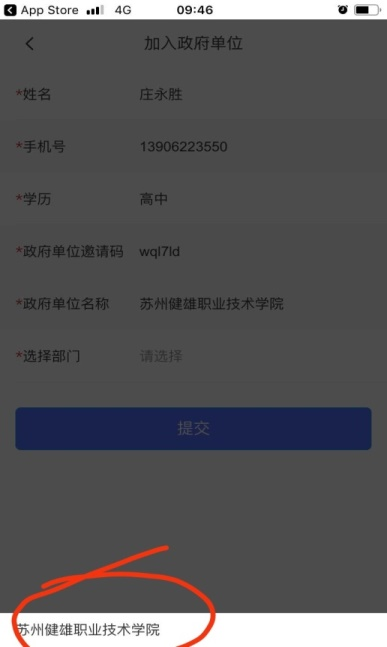 App Store 4G 09:46
加入政府单位
*姓名 庄永胜
*手机号 13906223550
*学历 高中
*政府单位邀请码 wql7ld
*政府单位名称 苏州健雄职业技术学院
*选择部门 请选择
提交
苏州健雄职业技术学院